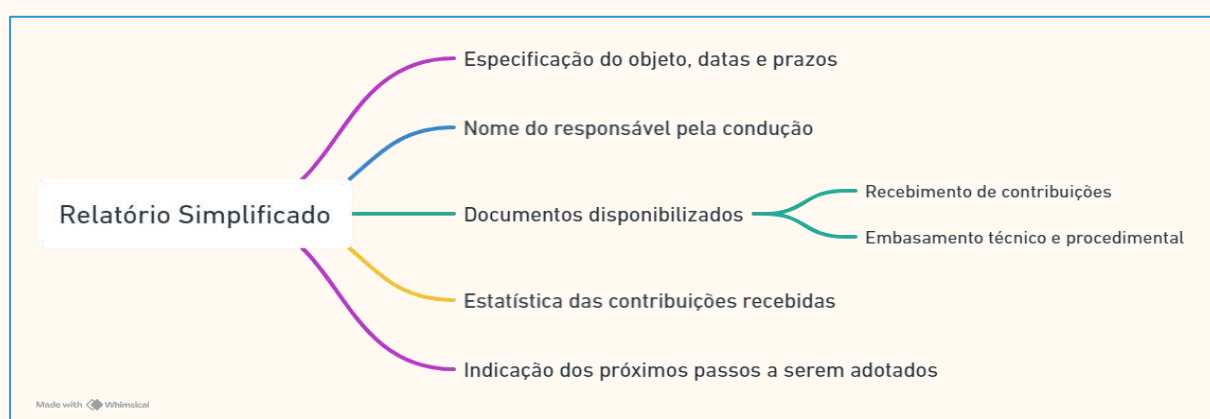 Especificação do objeto, datas e prazos
Nome do responsável pela condução
Relatório Simplificado
Documentos disponibilizados
Recebimento de contribuições
Embasamento técnico e procedimental
Estatística das contribuições recebidas
Indicação dos próximos passos a serem adotados
Made with Whimsical